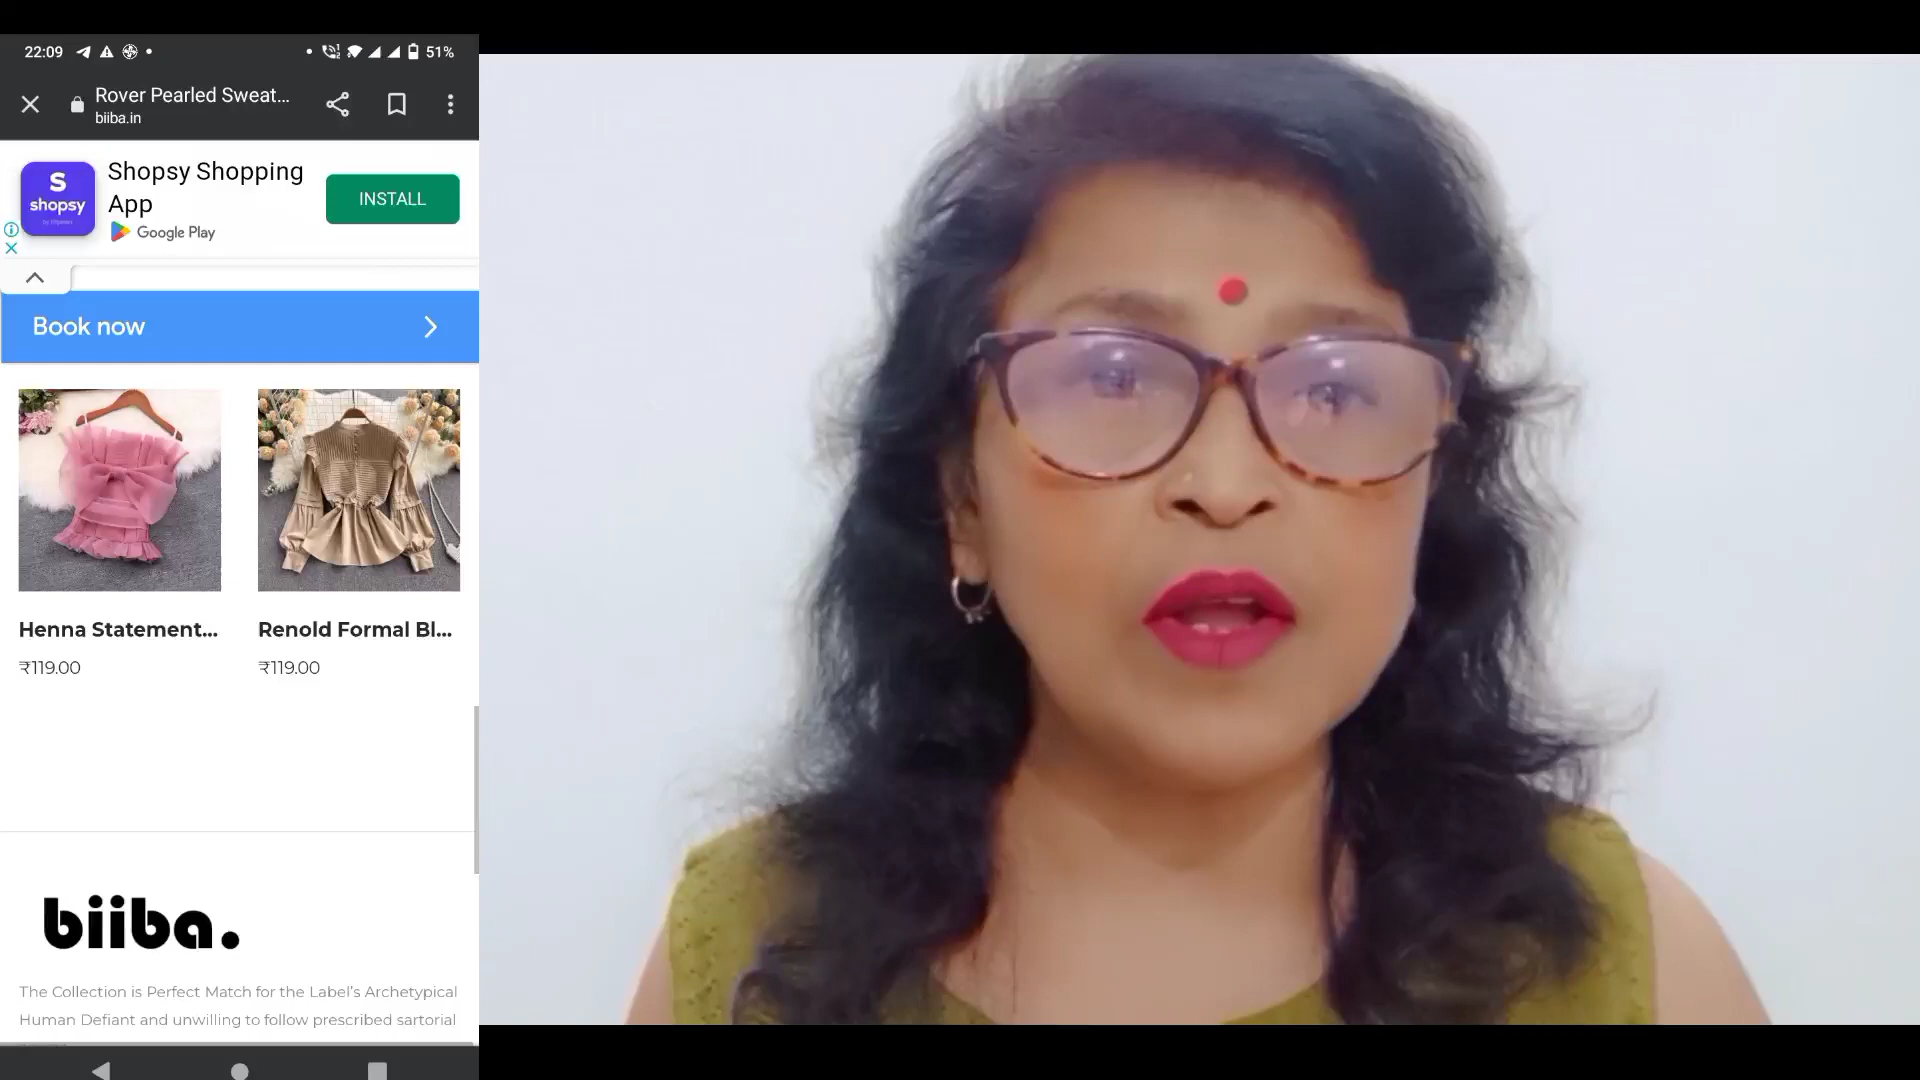 22:09
51%
Rover Pearled Sweat...
biiba.in
S
shopsy
Shopsy Shopping
App
INSTALL
Google Play
Book now
Henna Statement...
Renold Formal Bl...
₹119.00
₹119.00
biiba.
The Collection is Perfect Match for the Label's Archetypical
Human Defiant and unwilling to follow prescribed sartorial